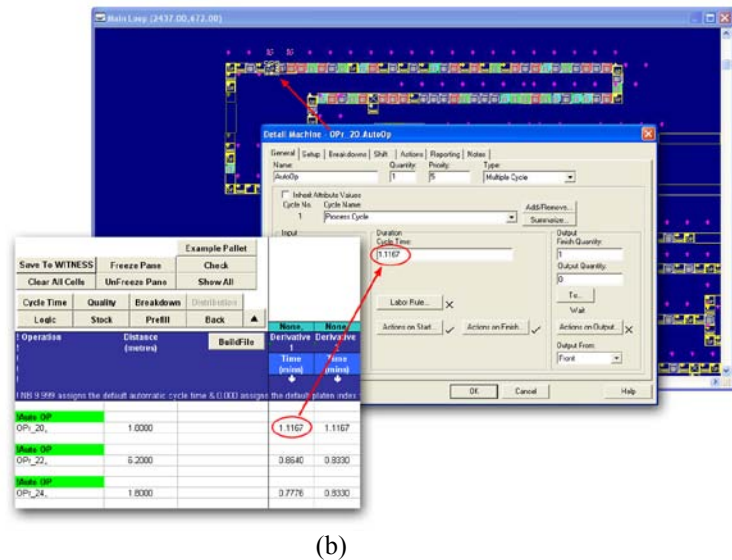 Main Loop (2437.00,672.00)
Detail Machine - OPr_20.AutoOp
General Setup Breakdowns Shift Actions Reporting Notes
Name: Quantity: Priority: Type:
AutoOp 1 5 Multiple Cycle
Inherit Attribute Values
Cycle No. Cycle Name:
1 Process Cycle
Add/Remove...
Summarize...
Input Duration Output
Cycle Time: Finish Quantity:
1.1167 1
Output Quantity:
0
To...
Wait
Labor Rule...
Actions on Start... Actions on Finish... Actions on Output...
Output From:
Front
OK Cancel Help
Example Pallet
Save To WITNESS Freeze Pane Check
Clear All Cells UnFreeze Pane Show All
Cycle Time Quality Breakdown Distribution
Logic Stock Prefill Back
None, None,
! Operation Distance BuildFile Derivative Derivative
(metres) 1
Time Time
(mins) (mins)
! NB 9.999 assigns the default automatic cycle time & 0.000 assigns the default platen index
!Auto OP
OPr_20, 1.0000 1.1167 1.1167
!Auto OP
OPr_22, 6.2000 0.8640 0.8330
!Auto OP
OPr_24, 1.8000 0.7776 0.8330
(b)